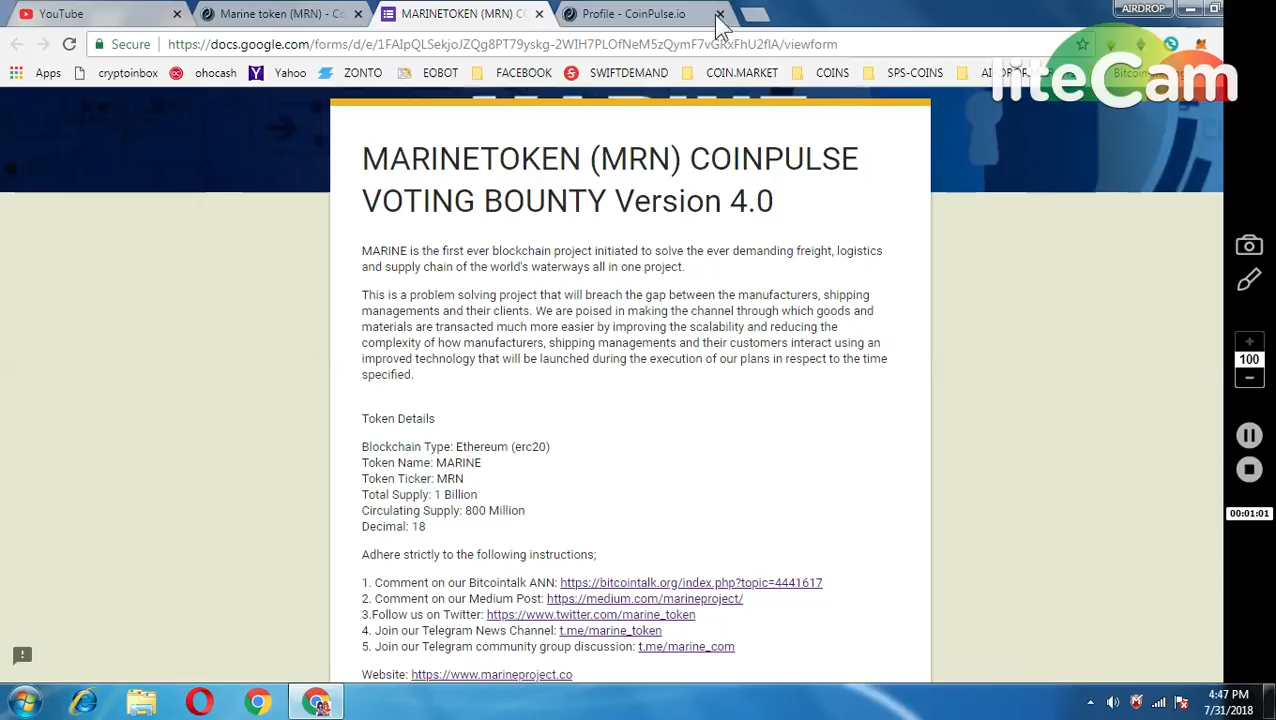 YouTube
Marine token (MRN) - Co
MARINETOKEN (MRN) CO
Profile - CoinPulse.io
AIRDROP
Secure
https://docs.google.com/forms/d/e/1FAIpQLSekjoJZQg8PT79yskg-2WIH7PLOfNeM5zQymF7vGRxFhU2flA/viewform
Apps
cryptoinbox
ohocash
Yahoo
ZONTO
EOBOT
FACEBOOK
SWIFTDEMAND
COIN.MARKET
COINS
SPS-COINS
liteCam
MARINETOKEN (MRN) COINPULSE
VOTING BOUNTY Version 4.0
MARINE is the first ever blockchain project initiated to solve the ever demanding freight, logistics
and supply chain of the world's waterways all in one project.
This is a problem solving project that will breach the gap between the manufacturers, shipping
managements and their clients. We are poised in making the channel through which goods and
materials are transacted much more easier by improving the scalability and reducing the
complexity of how manufacturers, shipping managements and their customers interact using an
improved technology that will be launched during the execution of our plans in respect to the time
specified.
Token Details
Blockchain Type: Ethereum (erc20)
Token Name: MARINE
Token Ticker: MRN
Total Supply: 1 Billion
Circulating Supply: 800 Million
Decimal: 18
Adhere strictly to the following instructions;
1. Comment on our Bitcointalk ANN: https://bitcointalk.org/index.php?topic=4441617
2. Comment on our Medium Post: https://medium.com/marineproject/
3.Follow us on Twitter: https://www.twitter.com/marine_token
4. Join our Telegram News Channel: t.me/marine_token
5. Join our Telegram community group discussion: t.me/marine_com
Website: https://www.marineproject.co
100
00:01:01
4:47 PM
7/31/2018